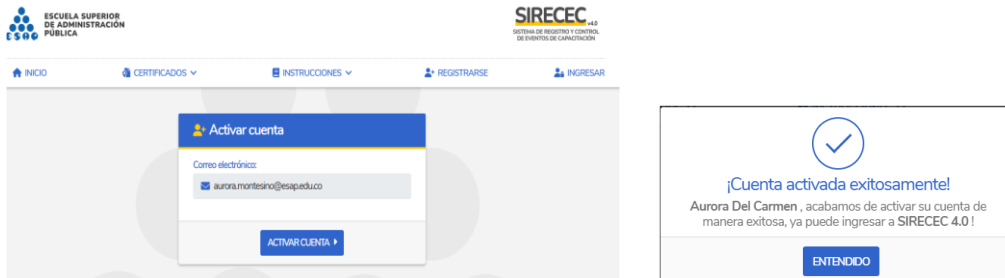 ESCUELA SUPERIOR
DE ADMINISTRACIÓN
PÚBLICA
ESAP
SIRECEC v4.0
SISTEMA DE REGISTRO Y CONTROL
DE EVENTOS DE CAPACITACIÓN
INICIO
CERTIFICADOS
INSTRUCCIONES
REGISTRARSE
INGRESAR
Activar cuenta
Correo electrónico:
aurora.montesino@esap.edu.co
ACTIVAR CUENTA
¡Cuenta activada exitosamente!
Aurora Del Carmen , acabamos de activar su cuenta de
manera exitosa, ya puede ingresar a SIRECEC 4.0 !
ENTENDIDO